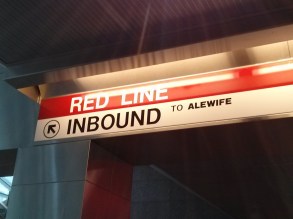 RED LINE
INBOUND TO ALEWIFE